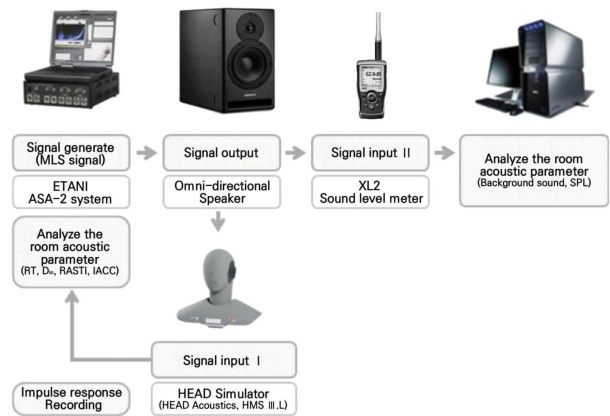 62.0dB
Signal generate
(MLS signal)
Signal output
Signal input Ⅱ
Analyze the room
acoustic parameter
(Background sound, SPL)
ETANI
ASA-2 system
Omni-directional
Speaker
XL2
Sound level meter
Analyze the
room acoustic
parameter
(RT, D₅₀, RASTI, IACC)
Signal input Ⅰ
Impulse response
Recording
HEAD Simulator
(HEAD Acoustics, HMS Ⅲ.L)